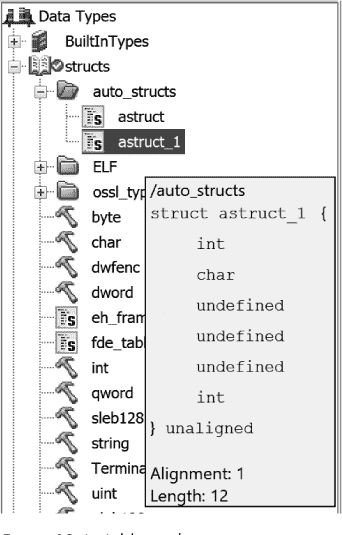 Data Types
BuiltInTypes
structs
auto_structs
astruct
astruct_1
ELF
ossl_typ
byte
char
dwfenc
dword
eh_fram
fde_tabl
int
qword
sleb128
string
Termina
uint
/auto_structs
struct astruct_1 {
int
char
undefined
undefined
undefined
int
} unaligned
Alignment: 1
Length: 12